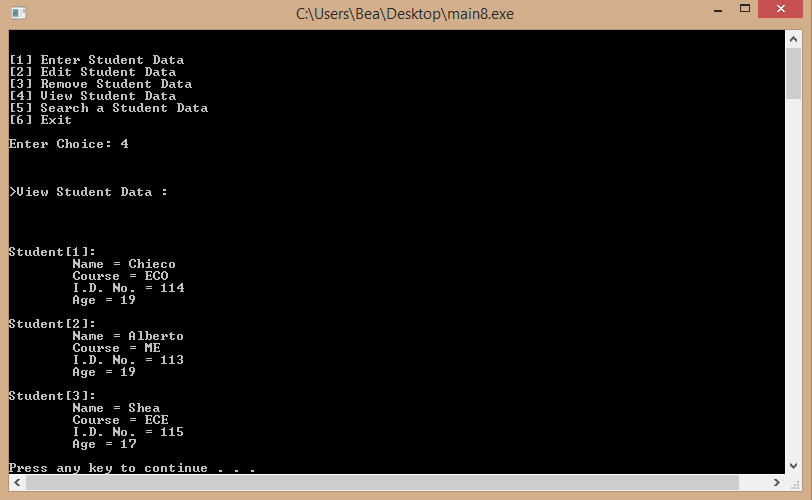 C:\Users\Bea\Desktop\main8.exe
[1] Enter Student Data
[2] Edit Student Data
[3] Remove Student Data
[4] View Student Data
[5] Search a Student Data
[6] Exit
Enter Choice: 4
>View Student Data :
Student[1]:
Name = Chieco
Course = ECO
I.D. No. = 114
Age = 19
Student[2]:
Name = Alberto
Course = ME
I.D. No. = 113
Age = 19
Student[3]:
Name = Shea
Course = ECE
I.D. No. = 115
Age = 17
Press any key to continue . . .